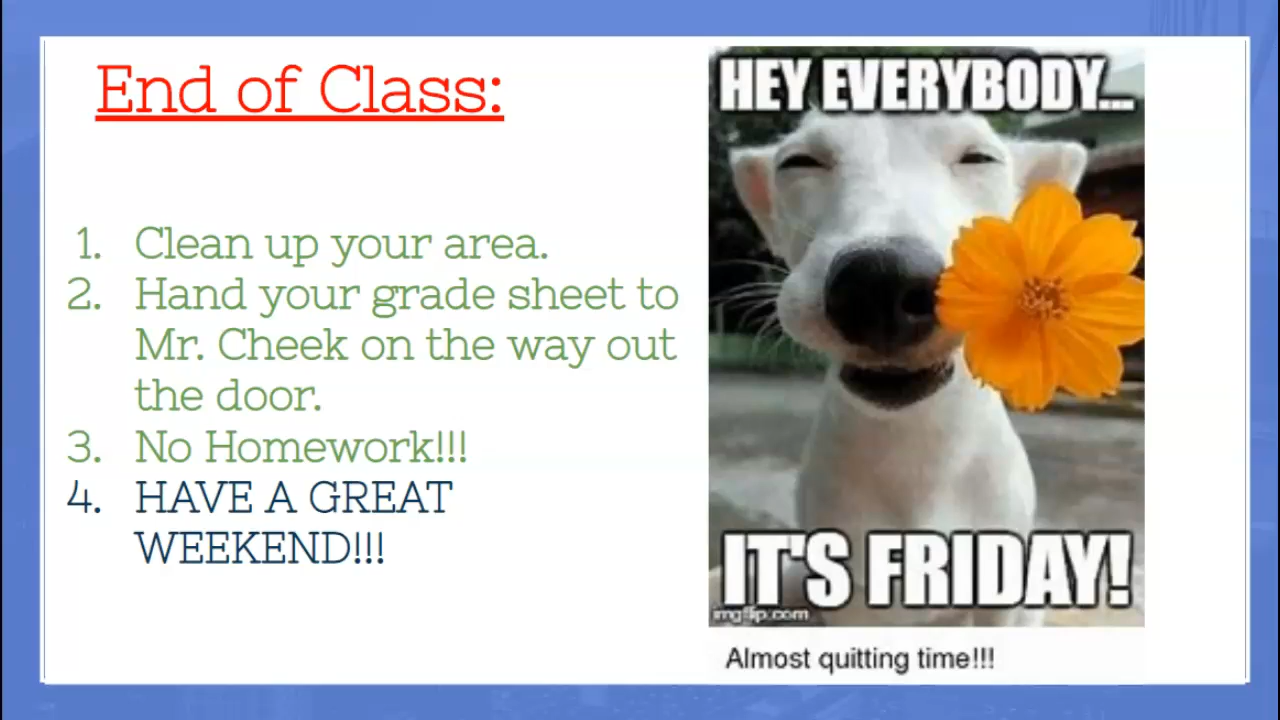 End of Class:
1. Clean up your area.
2. Hand your grade sheet to
Mr. Cheek on the way out
the door.
3. No Homework!!!
4. HAVE A GREAT
WEEKEND!!!
HEY EVERYBODY...
IT'S FRIDAY!
imgflip.com
Almost quitting time!!!